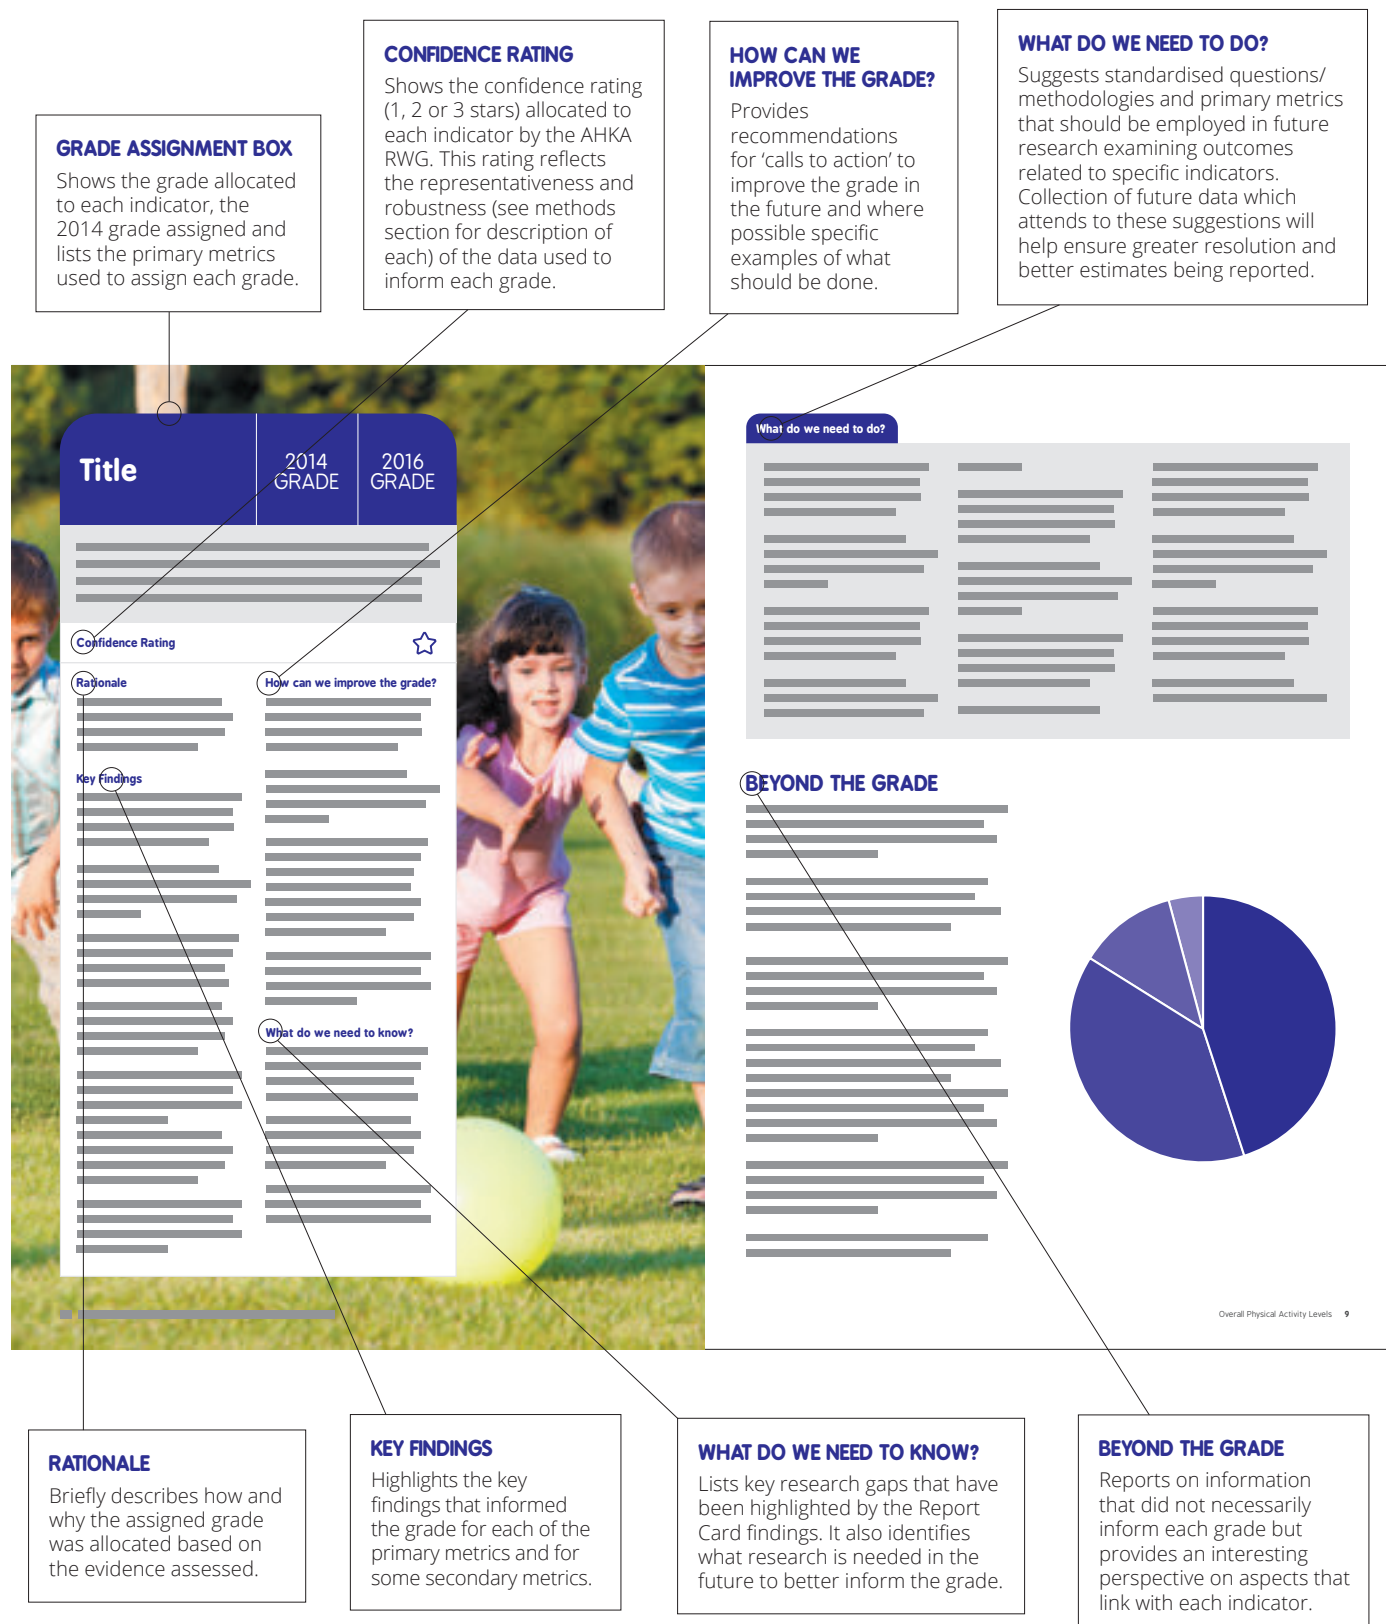 GRADE ASSIGNMENT BOX
Shows the grade allocated
to each indicator, the
2014 grade assigned and
lists the primary metrics
used to assign each grade.
CONFIDENCE RATING
Shows the confidence rating
(1, 2 or 3 stars) allocated to
each indicator by the AHKA
RWG. This rating reflects
the representativeness and
robustness (see methods
section for description of
each) of the data used to
inform each grade.
HOW CAN WE
IMPROVE THE GRADE?
Provides
recommendations
for ‘calls to action’ to
improve the grade in
the future and where
possible specific
examples of what
should be done.
WHAT DO WE NEED TO DO?
Suggests standardised questions/
methodologies and primary metrics
that should be employed in future
research examining outcomes
related to specific indicators.
Collection of future data which
attends to these suggestions will
help ensure greater resolution and
better estimates being reported.
Title
2014
GRADE
2016
GRADE
Confidence Rating
Rationale
Key Findings
How can we improve the grade?
What do we need to know?
What do we need to do?
BEYOND THE GRADE
Overall Physical Activity Levels 9
RATIONALE
Briefly describes how and
why the assigned grade
was allocated based on
the evidence assessed.
KEY FINDINGS
Highlights the key
findings that informed
the grade for each of the
primary metrics and for
some secondary metrics.
WHAT DO WE NEED TO KNOW?
Lists key research gaps that have
been highlighted by the Report
Card findings. It also identifies
what research is needed in the
future to better inform the grade.
BEYOND THE GRADE
Reports on information
that did not necessarily
inform each grade but
provides an interesting
perspective on aspects that
link with each indicator.